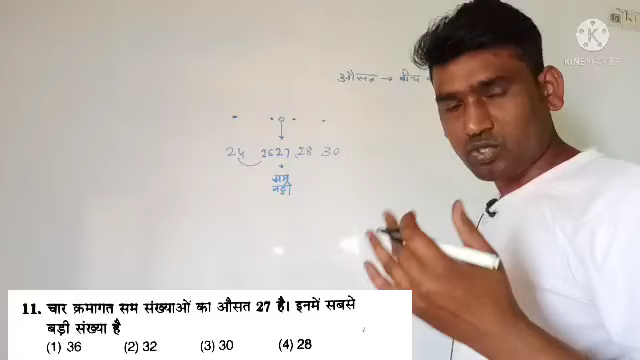 KINEMASTER
औसत → बीच
24 26 27 28 30
सम
नहीं
11. चार क्रमागत सम संख्याओं का औसत 27 है। इनमें सबसे
बड़ी संख्या है
(1) 36 (2) 32 (3) 30 (4) 28